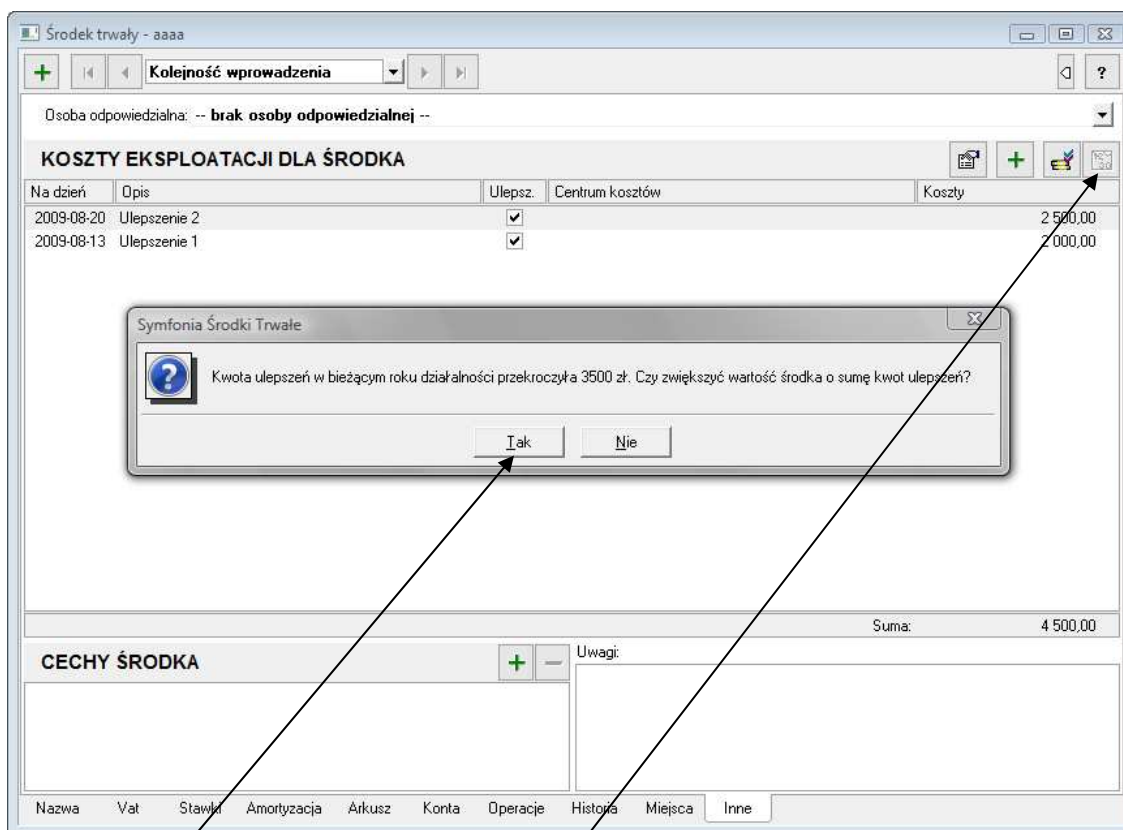 Środek trwały - aaaa
Kolejność wprowadzenia
?
Osoba odpowiedzialna: -- brak osoby odpowiedzialnej --
KOSZTY EKSPLOATACJI DLA ŚRODKA
Na dzień Opis Ulepsz. Centrum kosztów Koszty
2009-08-20 Ulepszenie 2 2 500,00
2009-08-13 Ulepszenie 1 2 000,00
Symfonia Środki Trwałe
Kwota ulepszeń w bieżącym roku działalności przekroczyła 3500 zł. Czy zwiększyć wartość środka o sumę kwot ulepszeń?
Tak Nie
Suma: 4 500,00
CECHY ŚRODKA
Uwagi:
Nazwa Vat Stawki Amortyzacja Arkusz Konta Operacje Historia Miejsca Inne